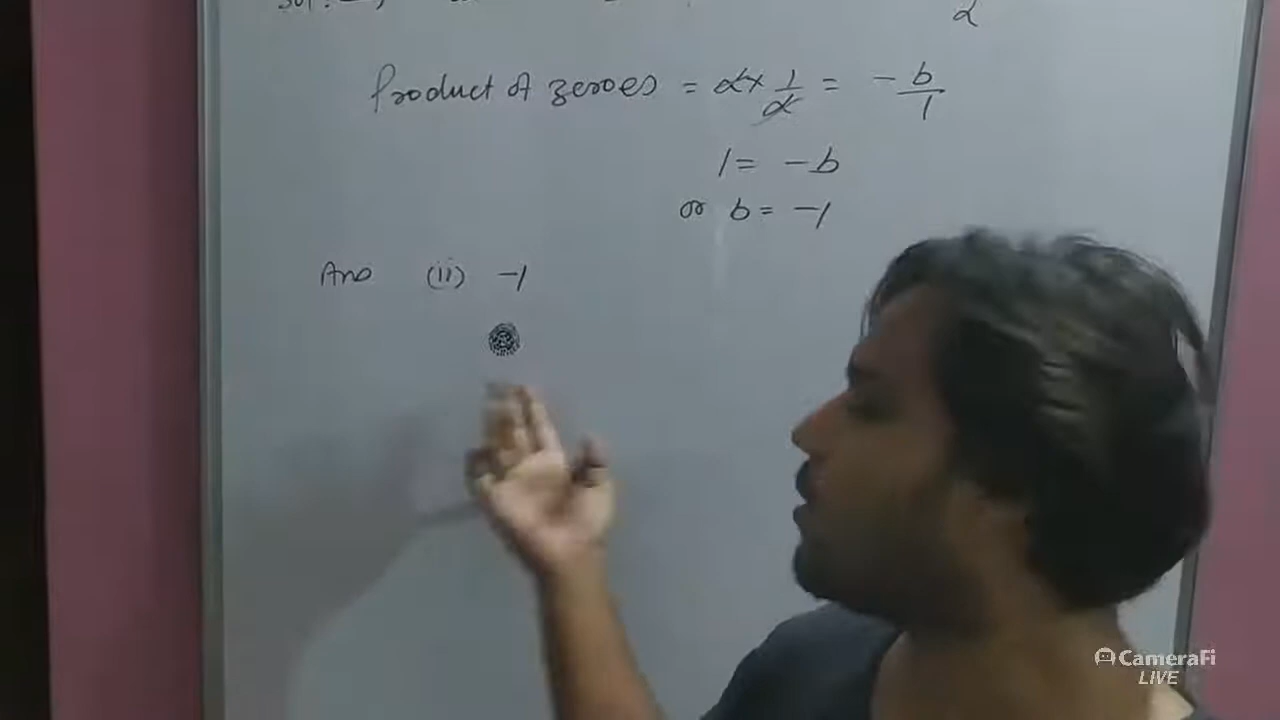 α
Product of zeroes = α × 1/α = - b/1
1 = - b
or b = -1
Ans (ii) -1
CameraFi
LIVE